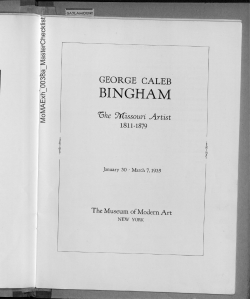 MoMAExh_0038a_MasterChecklist
GEORGE CALEB
BINGHAM
The Missouri Artist
1811-1879
January 30 - March 7, 1935
The Museum of Modern Art
NEW YORK